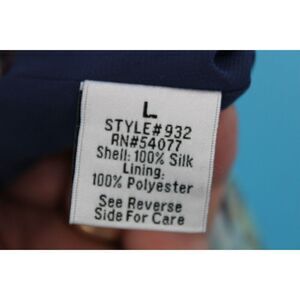 L
STYLE#932
RN#54077
Shell: 100% Silk
Lining:
100% Polyester
See Reverse
Side For Care